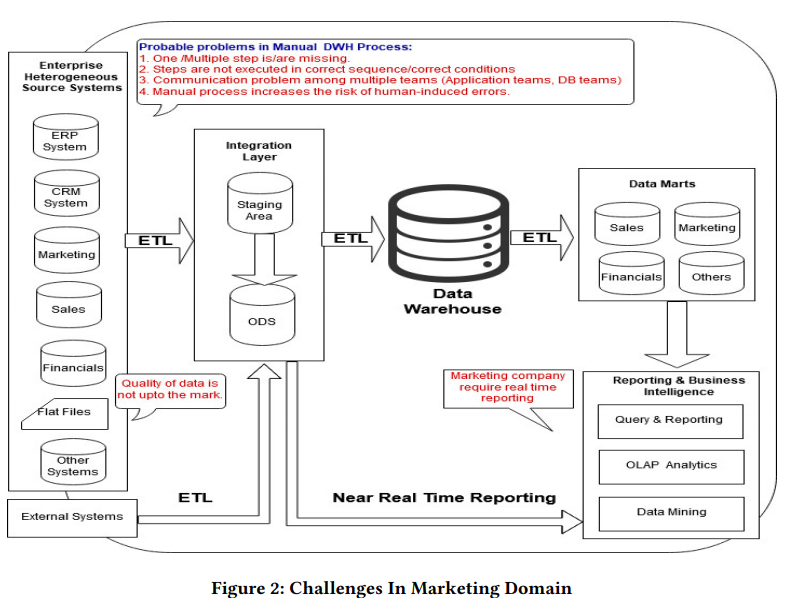 Probable problems in Manual DWH Process:
1. One /Multiple step is/are missing.
2. Steps are not executed in correct sequence/correct conditions
3. Communication problem among multiple teams (Application teams, DB teams)
4. Manual process increases the risk of human-induced errors.
Enterprise
Heterogeneous
Source Systems
ERP
System
CRM
System
Marketing
Sales
Financials
Flat Files
Other
Systems
External Systems
Quality of data is
not upto the mark.
ETL
Integration
Layer
Staging
Area
ODS
ETL
Data
Warehouse
ETL
Data Marts
Sales
Marketing
Financials
Others
Marketing company
require real time
reporting
Reporting & Business
Intelligence
Query & Reporting
OLAP Analytics
Data Mining
ETL
Near Real Time Reporting
Figure 2: Challenges In Marketing Domain